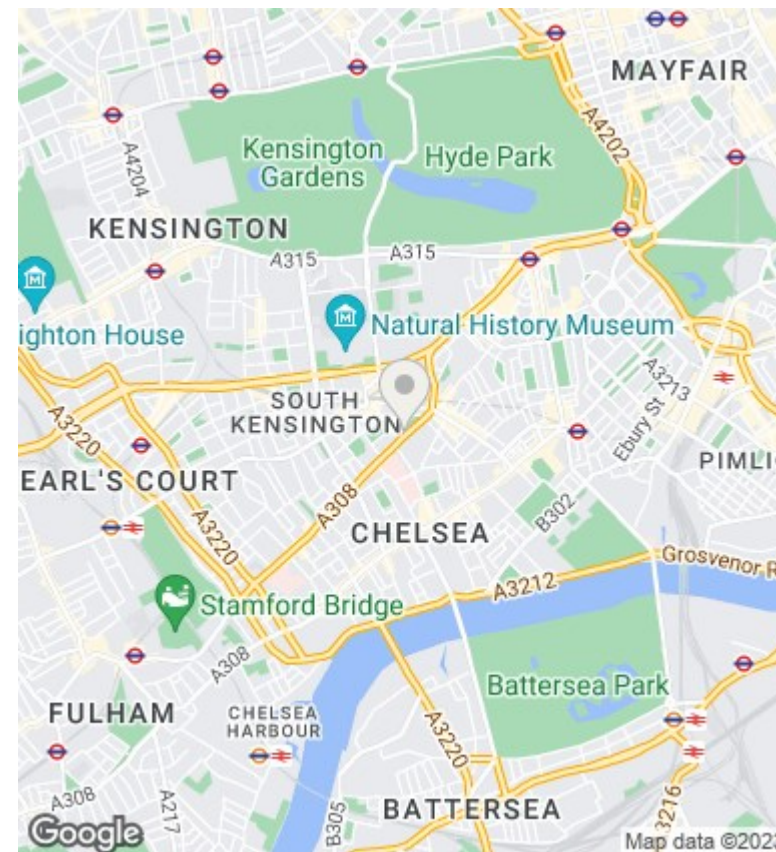 MAYFAIR
A4202
A4204
Kensington
Gardens
Hyde Park
KENSINGTON
A315
A315
ighton House
Natural History Museum
A3213
SOUTH
KENSINGTON
Ebury St
A3220
PIMLI
EARL'S COURT
A308
B302
A3220
CHELSEA
Grosvenor R
A3212
Stamford Bridge
A308
Battersea Park
FULHAM
CHELSEA
HARBOUR
A3220
A308
A217
B305
BATTERSEA
A3216
Google
Map data ©2023